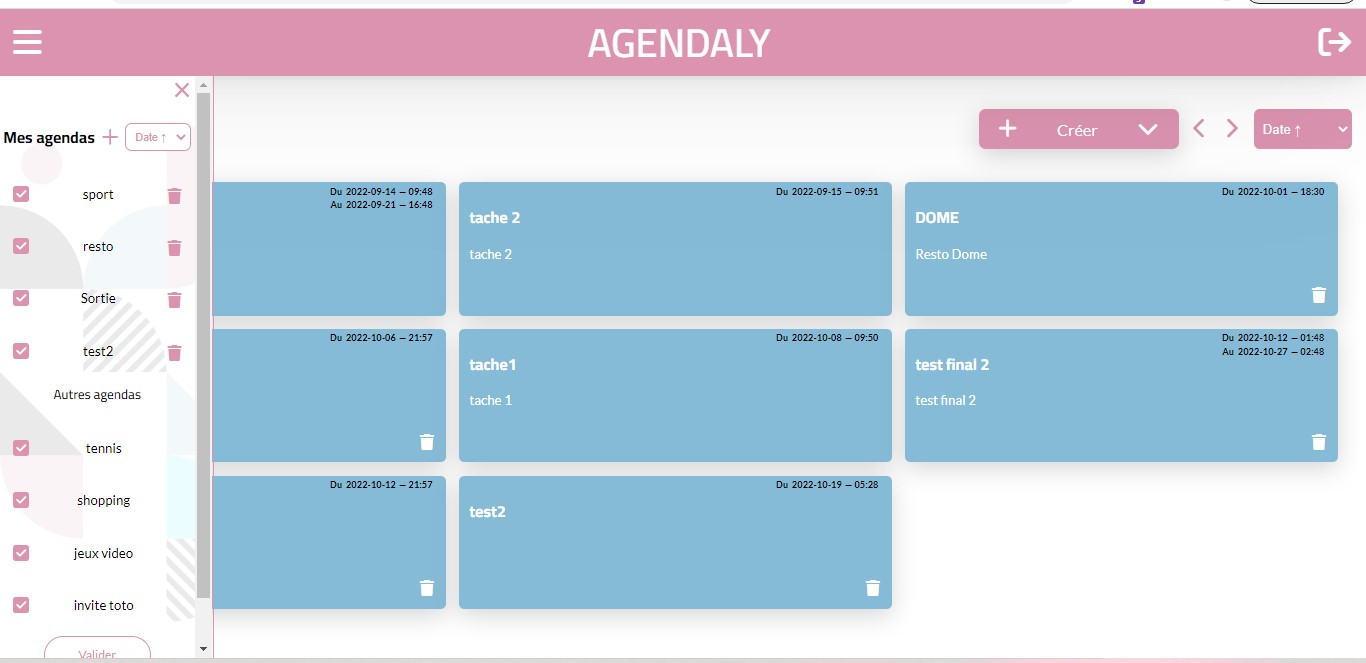 AGENDALY
Mes agendas
Date ↑
sport
resto
Sortie
test2
Autres agendas
tennis
shopping
jeux video
invite toto
Valider
Créer
Date ↑
Du 2022-09-14 – 09:48
Au 2022-09-21 – 16:48
Du 2022-09-15 – 09:51
tache 2
tache 2
Du 2022-10-01 – 18:30
DOME
Resto Dome
Du 2022-10-06 – 21:57
Du 2022-10-08 – 09:50
tache1
tache 1
Du 2022-10-12 – 01:48
Au 2022-10-27 – 02:48
test final 2
test final 2
Du 2022-10-12 – 21:57
Du 2022-10-19 – 05:28
test2